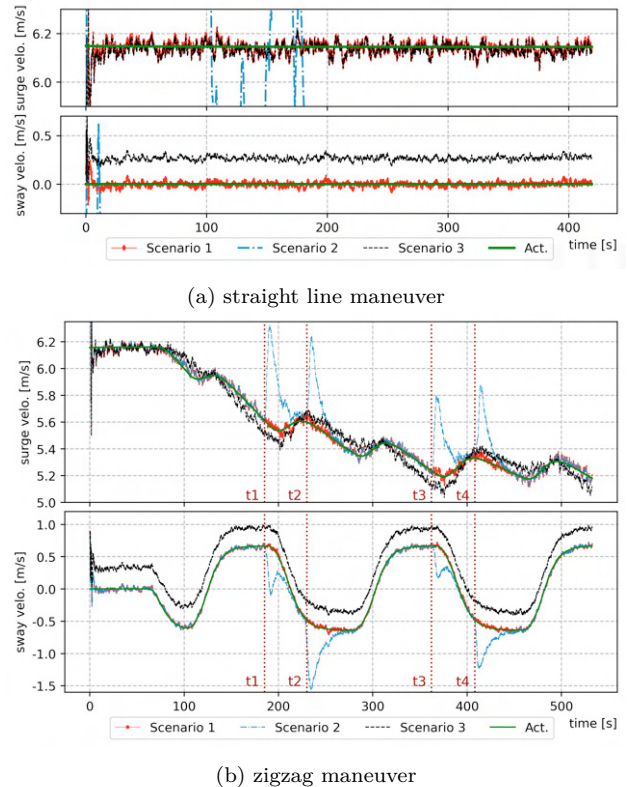 surge velo. [m/s]
6.2
6.0
sway velo. [m/s]
0.5
0.0
0 100 200 300 400 time [s]
Scenario 1 Scenario 2 Scenario 3 Act.
(a) straight line maneuver
surge velo. [m/s]
6.2
6.0
5.8
5.6
5.4
5.2
5.0
t1 t2 t3 t4
sway velo. [m/s]
1.0
0.5
0.0
-0.5
-1.0
-1.5
t1 t2 t3 t4
0 100 200 300 400 500 time [s]
Scenario 1 Scenario 2 Scenario 3 Act.
(b) zigzag maneuver